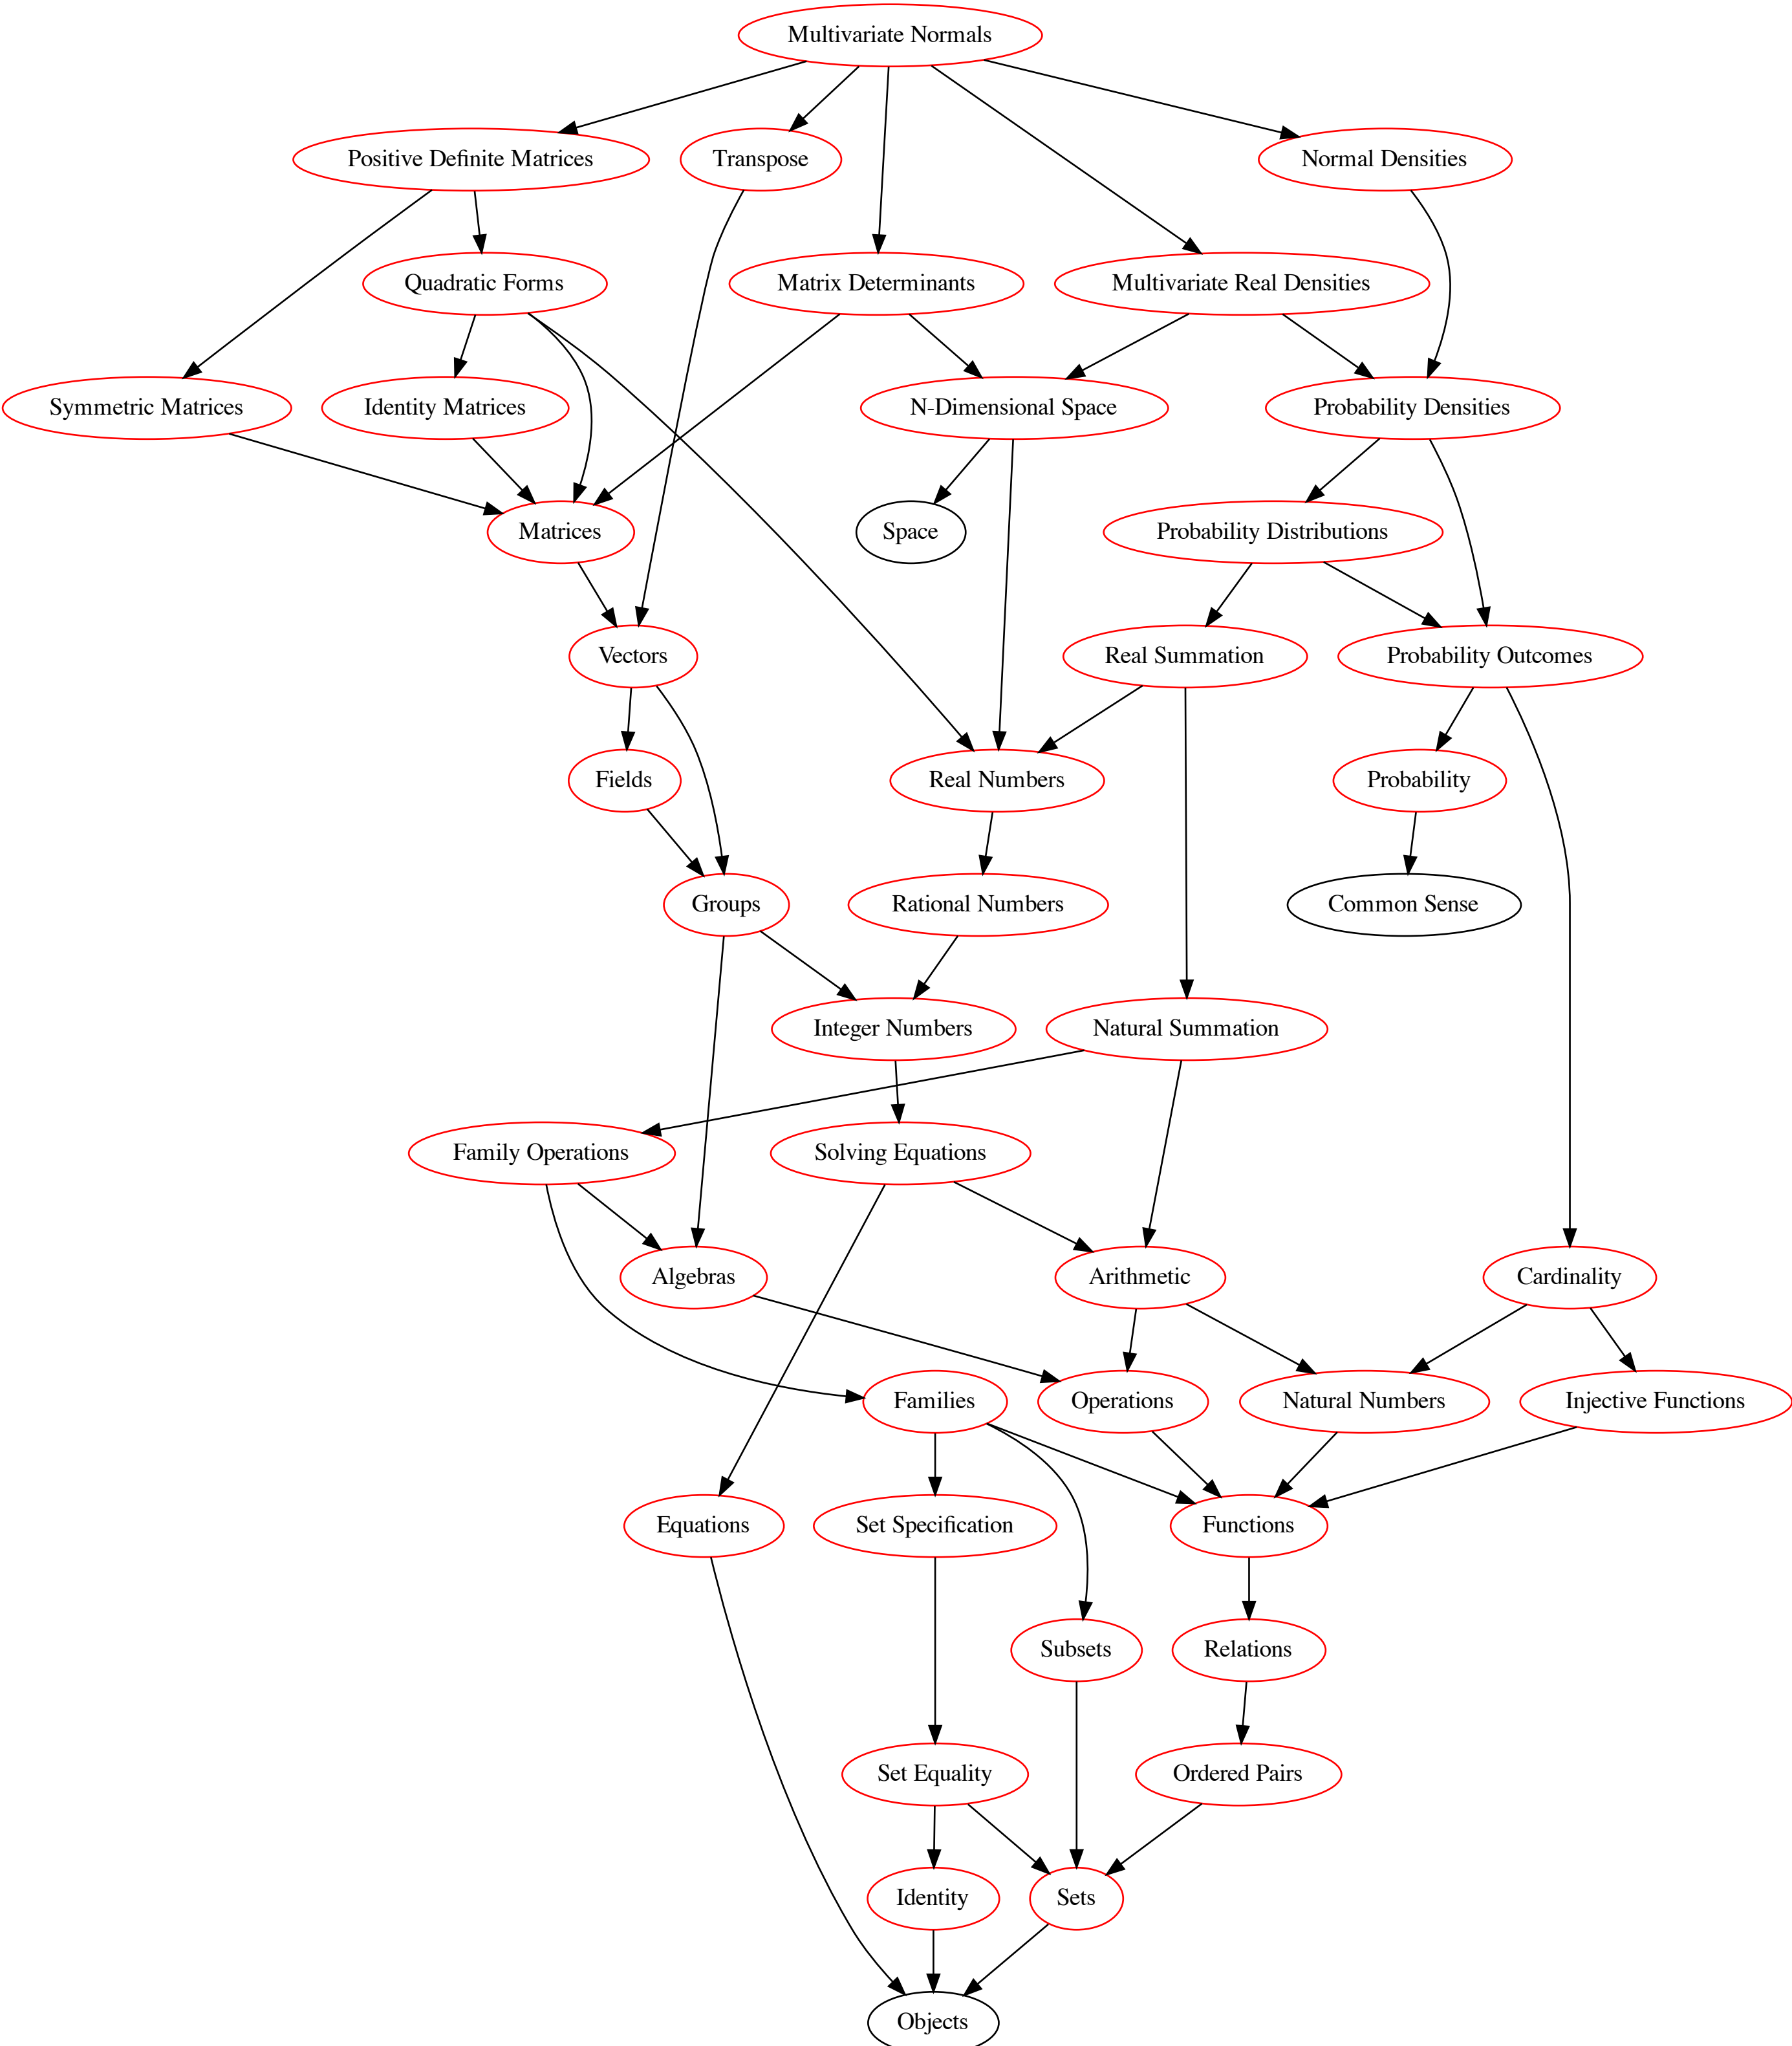 Multivariate Normals
Positive Definite Matrices
Transpose
Normal Densities
Quadratic Forms
Matrix Determinants
Multivariate Real Densities
Symmetric Matrices
Identity Matrices
N-Dimensional Space
Probability Densities
Matrices
Space
Probability Distributions
Vectors
Real Summation
Probability Outcomes
Fields
Real Numbers
Probability
Groups
Rational Numbers
Common Sense
Integer Numbers
Natural Summation
Family Operations
Solving Equations
Algebras
Arithmetic
Cardinality
Families
Operations
Natural Numbers
Injective Functions
Equations
Set Specification
Functions
Subsets
Relations
Set Equality
Ordered Pairs
Identity
Sets
Objects